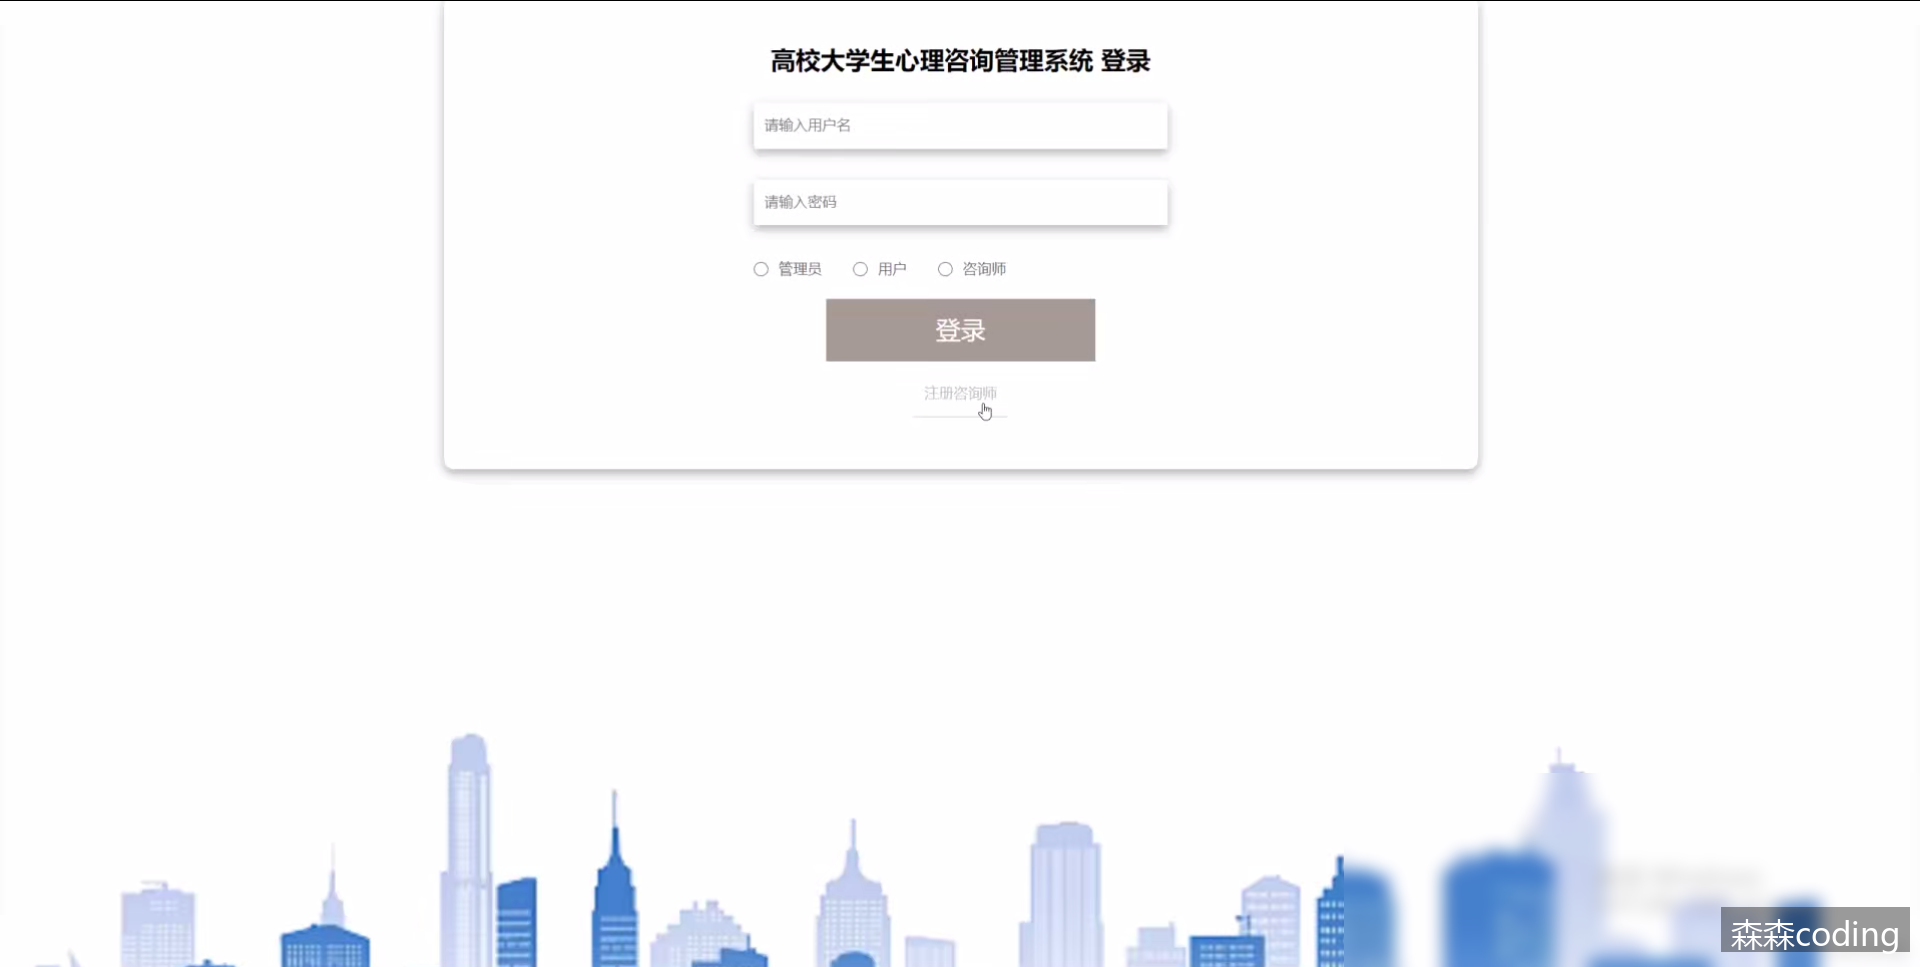 高校大学生心理咨询管理系统 登录
请输入用户名
请输入密码
管理员 用户 咨询师
登录
注册咨询师
森森coding